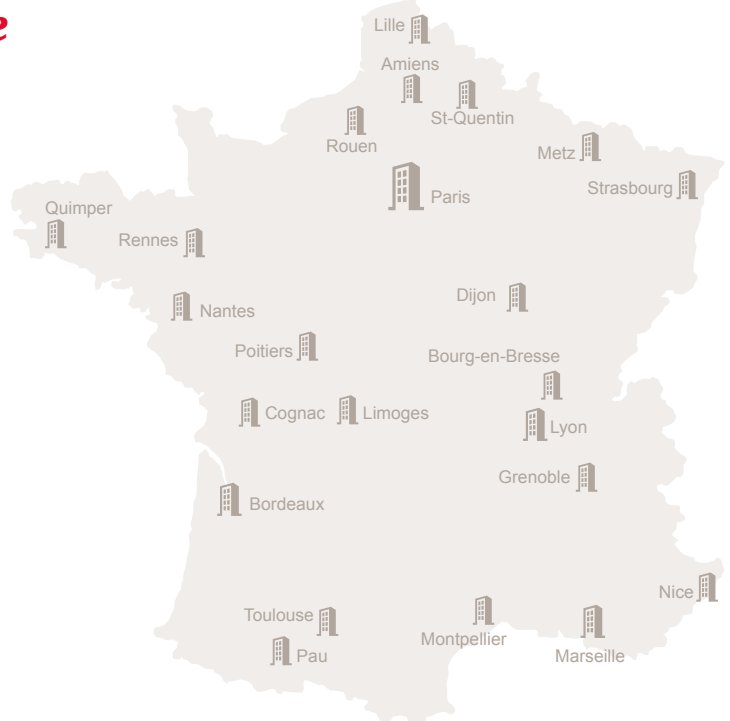 e
Lille
Amiens
St-Quentin
Rouen
Metz
Strasbourg
Paris
Quimper
Rennes
Dijon
Nantes
Poitiers
Bourg-en-Bresse
Cognac
Limoges
Lyon
Grenoble
Bordeaux
Nice
Toulouse
Montpellier
Marseille
Pau